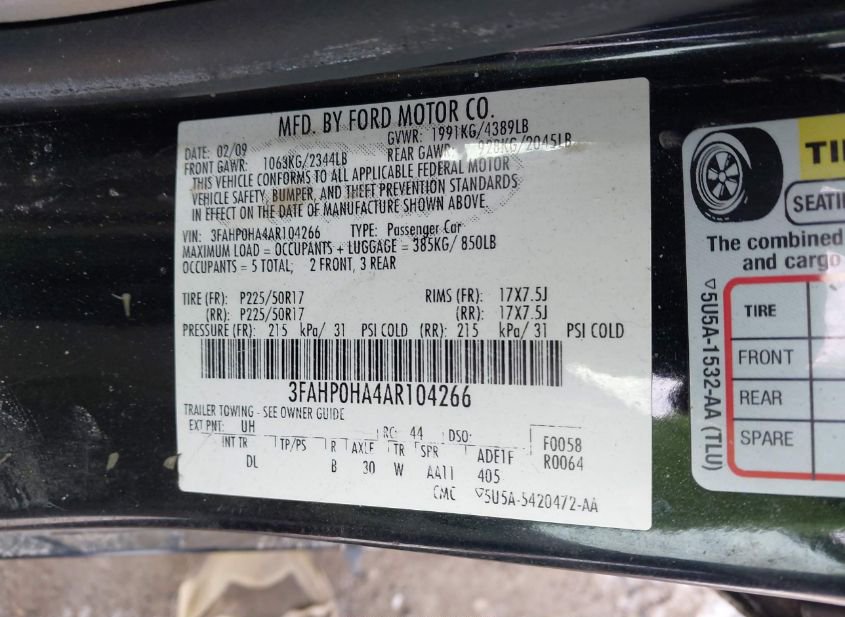 MFD. BY FORD MOTOR CO.
DATE: 02/09 GVWR: 1991KG/4389LB
FRONT GAWR: 1063KG/2344LB REAR GAWR: 928KG/2045LB
THIS VEHICLE CONFORMS TO ALL APPLICABLE FEDERAL MOTOR
VEHICLE SAFETY, BUMPER, AND THEFT PREVENTION STANDARDS
IN EFFECT ON THE DATE OF MANUFACTURE SHOWN ABOVE.
VIN: 3FAHP0HA4AR104266 TYPE: Passenger Car
MAXIMUM LOAD = OCCUPANTS + LUGGAGE = 385KG/ 850LB
OCCUPANTS = 5 TOTAL; 2 FRONT, 3 REAR
TIRE (FR): P225/50R17 RIMS (FR): 17X7.5J
(RR): P225/50R17 (RR): 17X7.5J
PRESSURE (FR): 215 kPa/ 31 PSI COLD (RR): 215 kPa/ 31 PSI COLD
3FAHP0HA4AR104266
TRAILER TOWING - SEE OWNER GUIDE
EXT PNT: UH RC: 44 DSO: F0058
INT TR TP/PS R AXLE TR SPR ADE1F R0064
DL B 30 W AA11 405
CMC ▽5U5A-5420472-AA
TI
SEATI
The combined
and cargo
TIRE
FRONT
REAR
SPARE
▽5U5A-1532-AA (TLU)